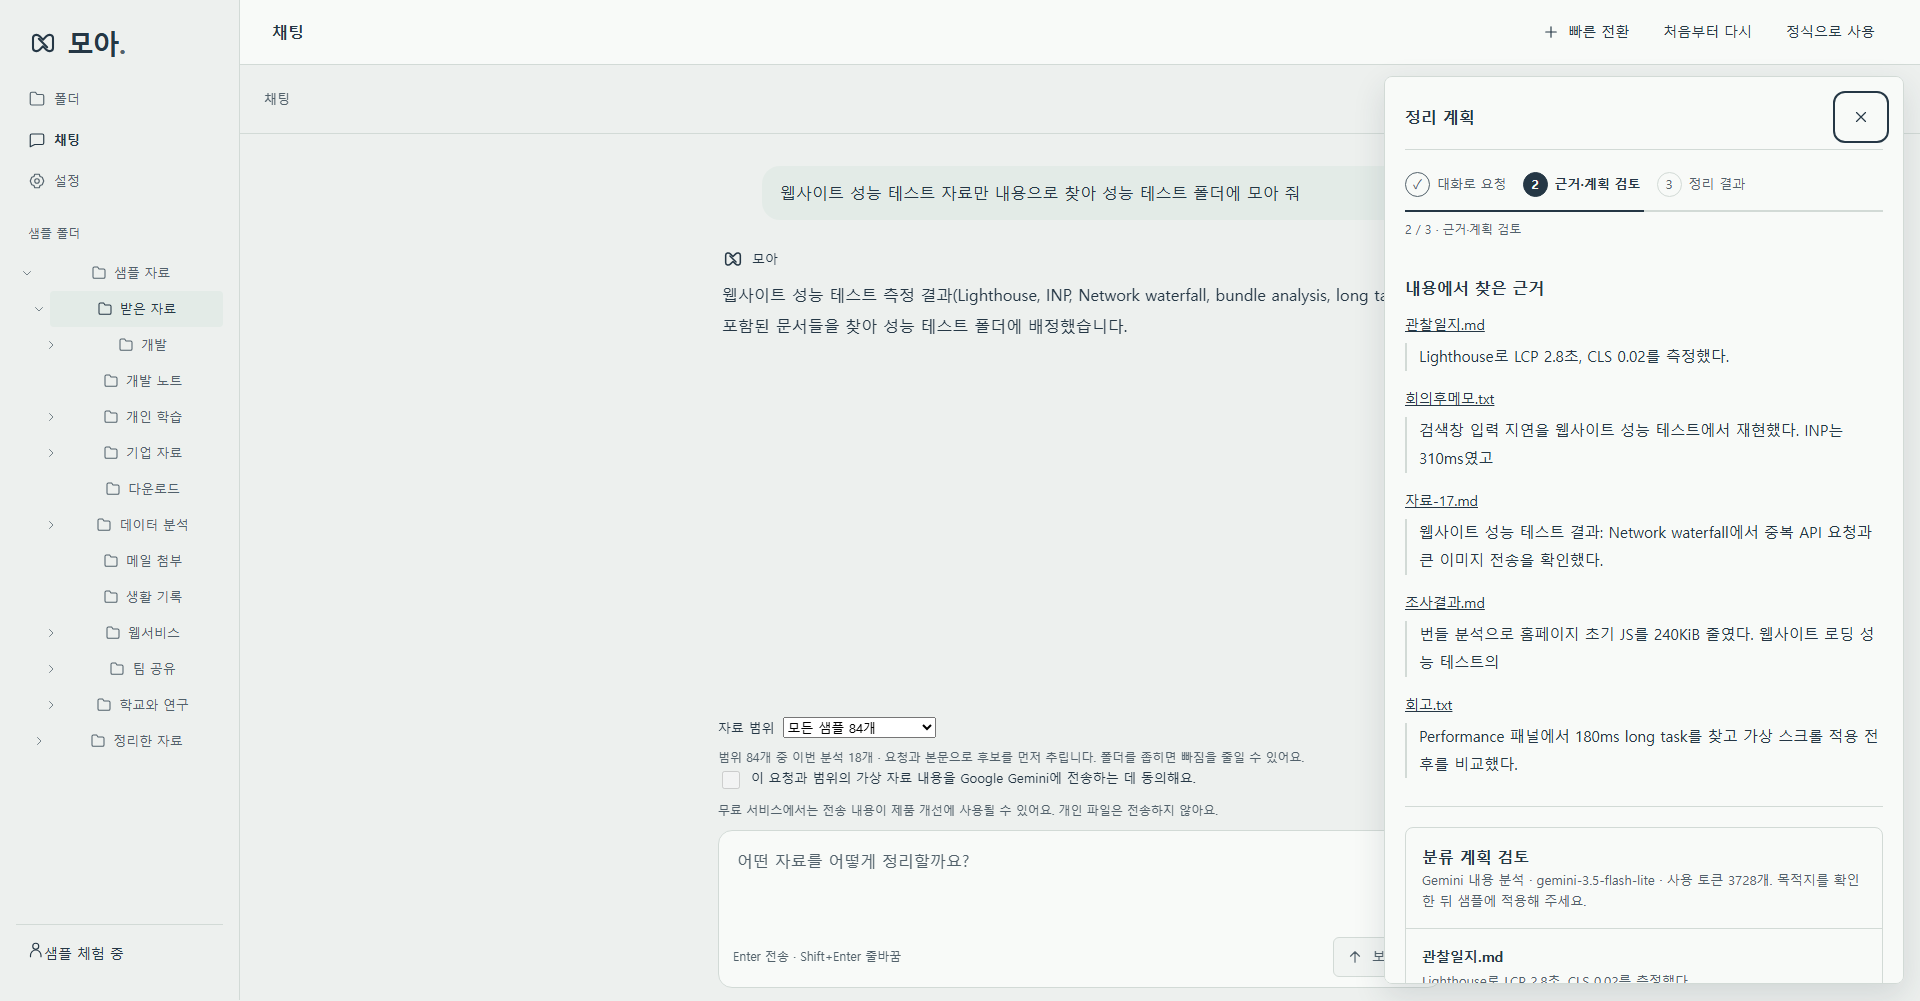 모아.
폴더
채팅
설정
샘플 폴더
샘플 자료
받은 자료
개발
개발 노트
개인 학습
기업 자료
다운로드
데이터 분석
메일 첨부
생활 기록
웹서비스
팀 공유
학교와 연구
정리한 자료
샘플 체험 중
채팅
빠른 전환
처음부터 다시
정식으로 사용
채팅
웹사이트 성능 테스트 자료만 내용으로 찾아 성능 테스트 폴더에 모아 줘
모아
웹사이트 성능 테스트 측정 결과(Lighthouse, INP, Network waterfall, bundle analysis, long ta
포함된 문서들을 찾아 성능 테스트 폴더에 배정했습니다.
자료 범위
모든 샘플 84개
범위 84개 중 이번 분석 18개 · 요청과 본문으로 후보를 먼저 추립니다. 폴더를 좁히면 빠짐을 줄일 수 있어요.
이 요청과 범위의 가상 자료 내용을 Google Gemini에 전송하는 데 동의해요.
무료 서비스에서는 전송 내용이 제품 개선에 사용될 수 있어요. 개인 파일은 전송하지 않아요.
어떤 자료를 어떻게 정리할까요?
Enter 전송 · Shift+Enter 줄바꿈
보
정리 계획
대화로 요청
2 근거·계획 검토
3 정리 결과
2 / 3 · 근거·계획 검토
내용에서 찾은 근거
관찰일지.md
Lighthouse로 LCP 2.8초, CLS 0.02를 측정했다.
회의후메모.txt
검색창 입력 지연을 웹사이트 성능 테스트에서 재현했다. INP는
310ms였고
자료-17.md
웹사이트 성능 테스트 결과: Network waterfall에서 중복 API 요청과
큰 이미지 전송을 확인했다.
조사결과.md
번들 분석으로 홈페이지 초기 JS를 240KiB 줄였다. 웹사이트 로딩 성
능 테스트의
회고.txt
Performance 패널에서 180ms long task를 찾고 가상 스크롤 적용 전
후를 비교했다.
분류 계획 검토
Gemini 내용 분석 · gemini-3.5-flash-lite · 사용 토큰 3728개. 목적지를 확인
한 뒤 샘플에 적용해 주세요.
관찰일지.md
Lighthouse로 LCP 2.8초, CLS 0.02를 측정했다.